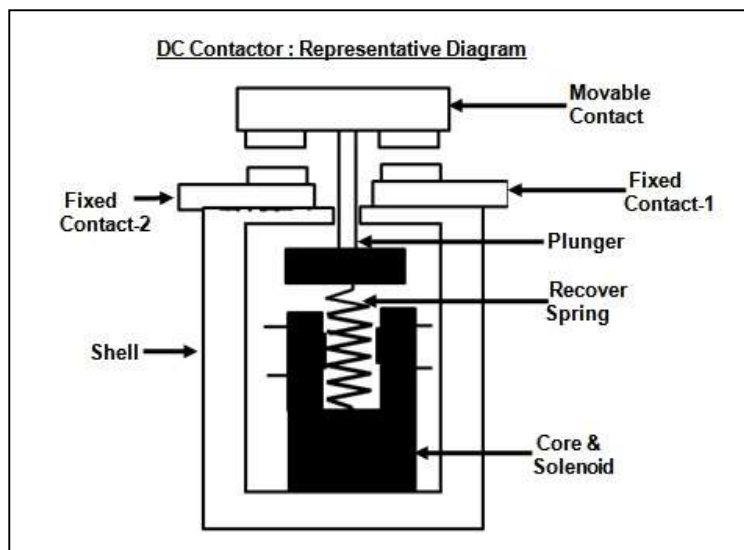 DC Contactor : Representative Diagram
Movable
Contact
Fixed
Contact-2
Fixed
Contact-1
Plunger
Recover
Spring
Shell
Core &
Solenoid